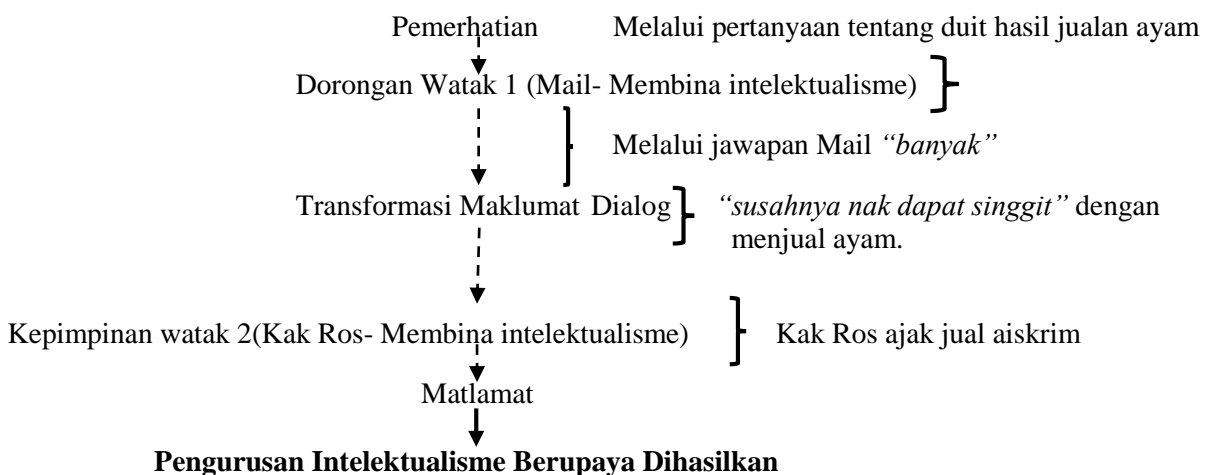 Pemerhatian Melalui pertanyaan tentang duit hasil jualan ayam
Dorongan Watak 1 (Mail- Membina intelektualisme)
Melalui jawapan Mail “banyak”
Transformasi Maklumat Dialog “susahnya nak dapat singgit” dengan
menjual ayam.
Kepimpinan watak 2(Kak Ros- Membina intelektualisme) Kak Ros ajak jual aiskrim
Matlamat
Pengurusan Intelektualisme Berupaya Dihasilkan